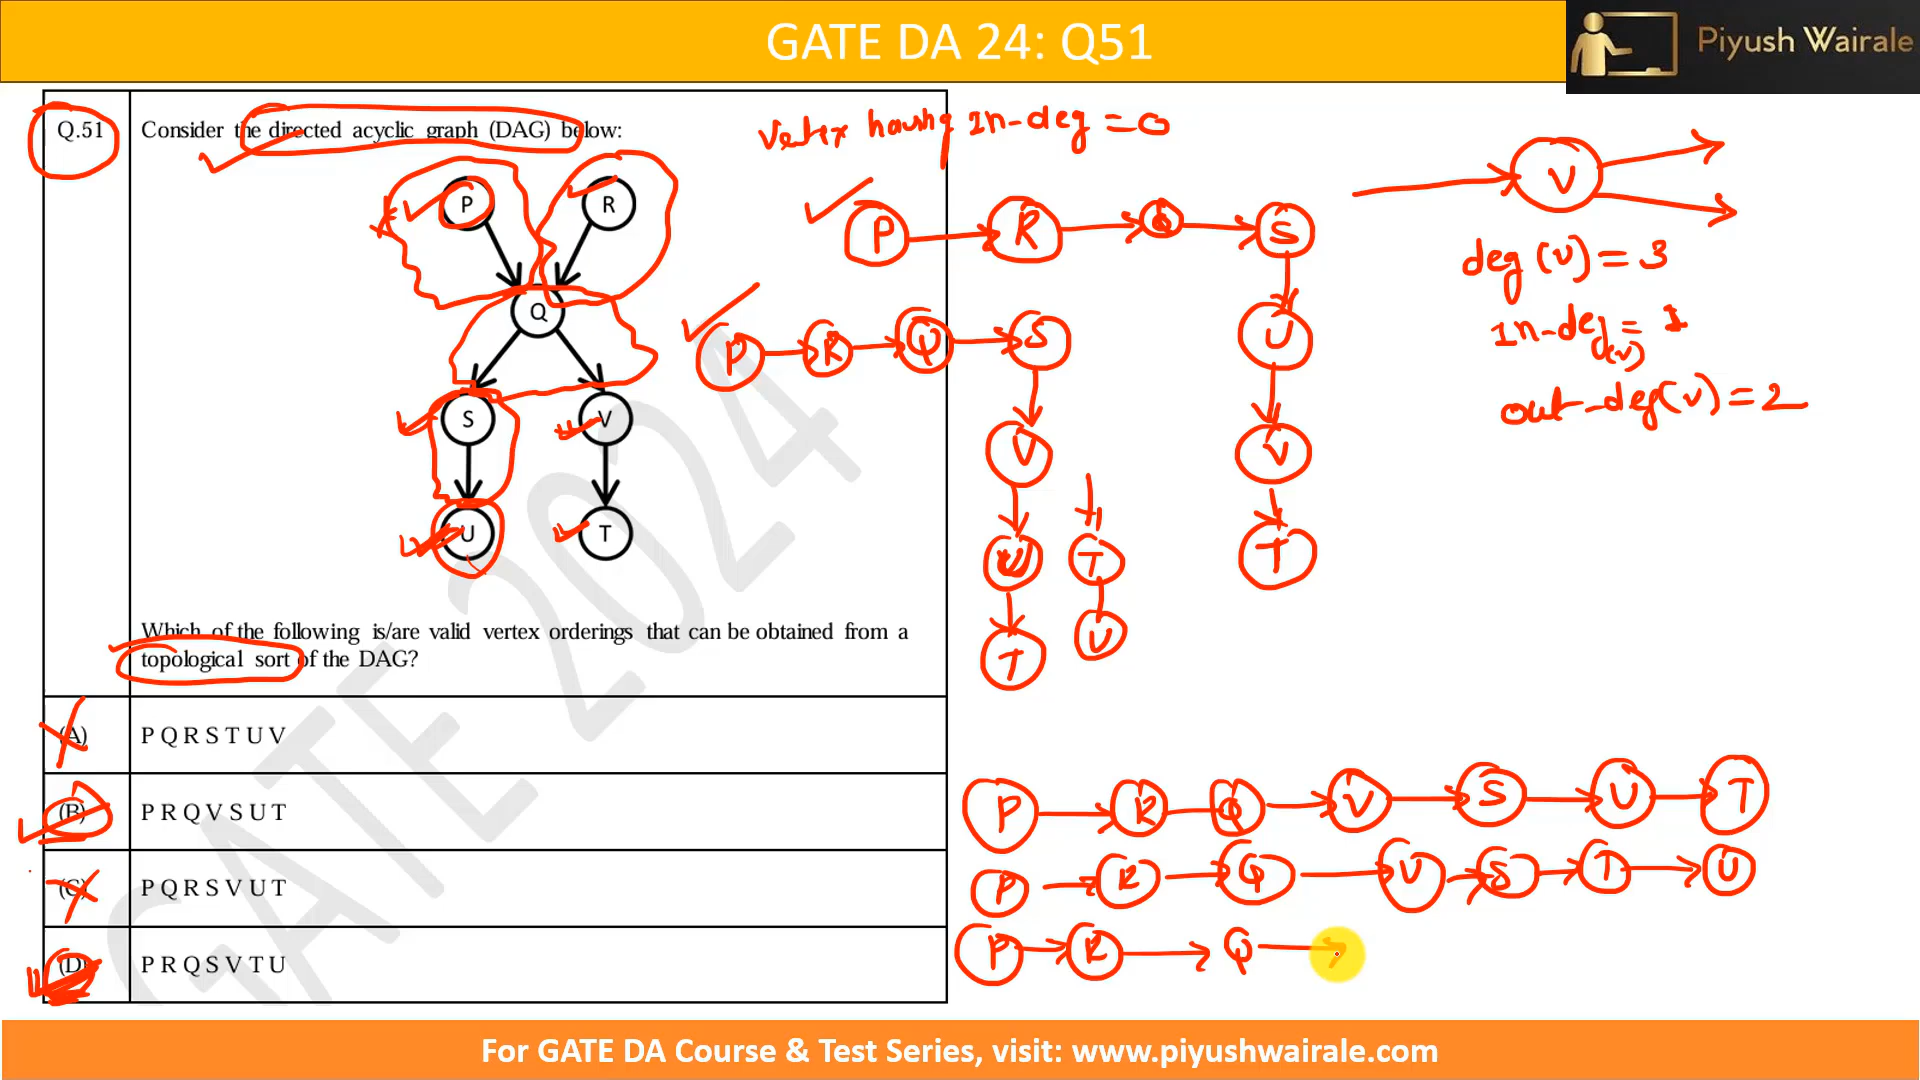 GATE DA 24: Q51
Piyush Wairale
Q.51
Consider the directed acyclic graph (DAG) below:
P
R
Q
S
V
U
T
Which of the following is/are valid vertex orderings that can be obtained from a
topological sort of the DAG?
(A)
P Q R S T U V
(B)
P R Q V S U T
(C)
P Q R S V U T
(D)
P R Q S V T U
GATE 2024
Vertex having In-deg = 0
P R Q S
U
V
T
P R Q S
V
U T
T U
V
deg (v) = 3
In-deg(v) = 1
out-deg(v) = 2
P R Q V S U T
P R Q V S T U
P R Q
For GATE DA Course & Test Series, visit: www.piyushwairale.com